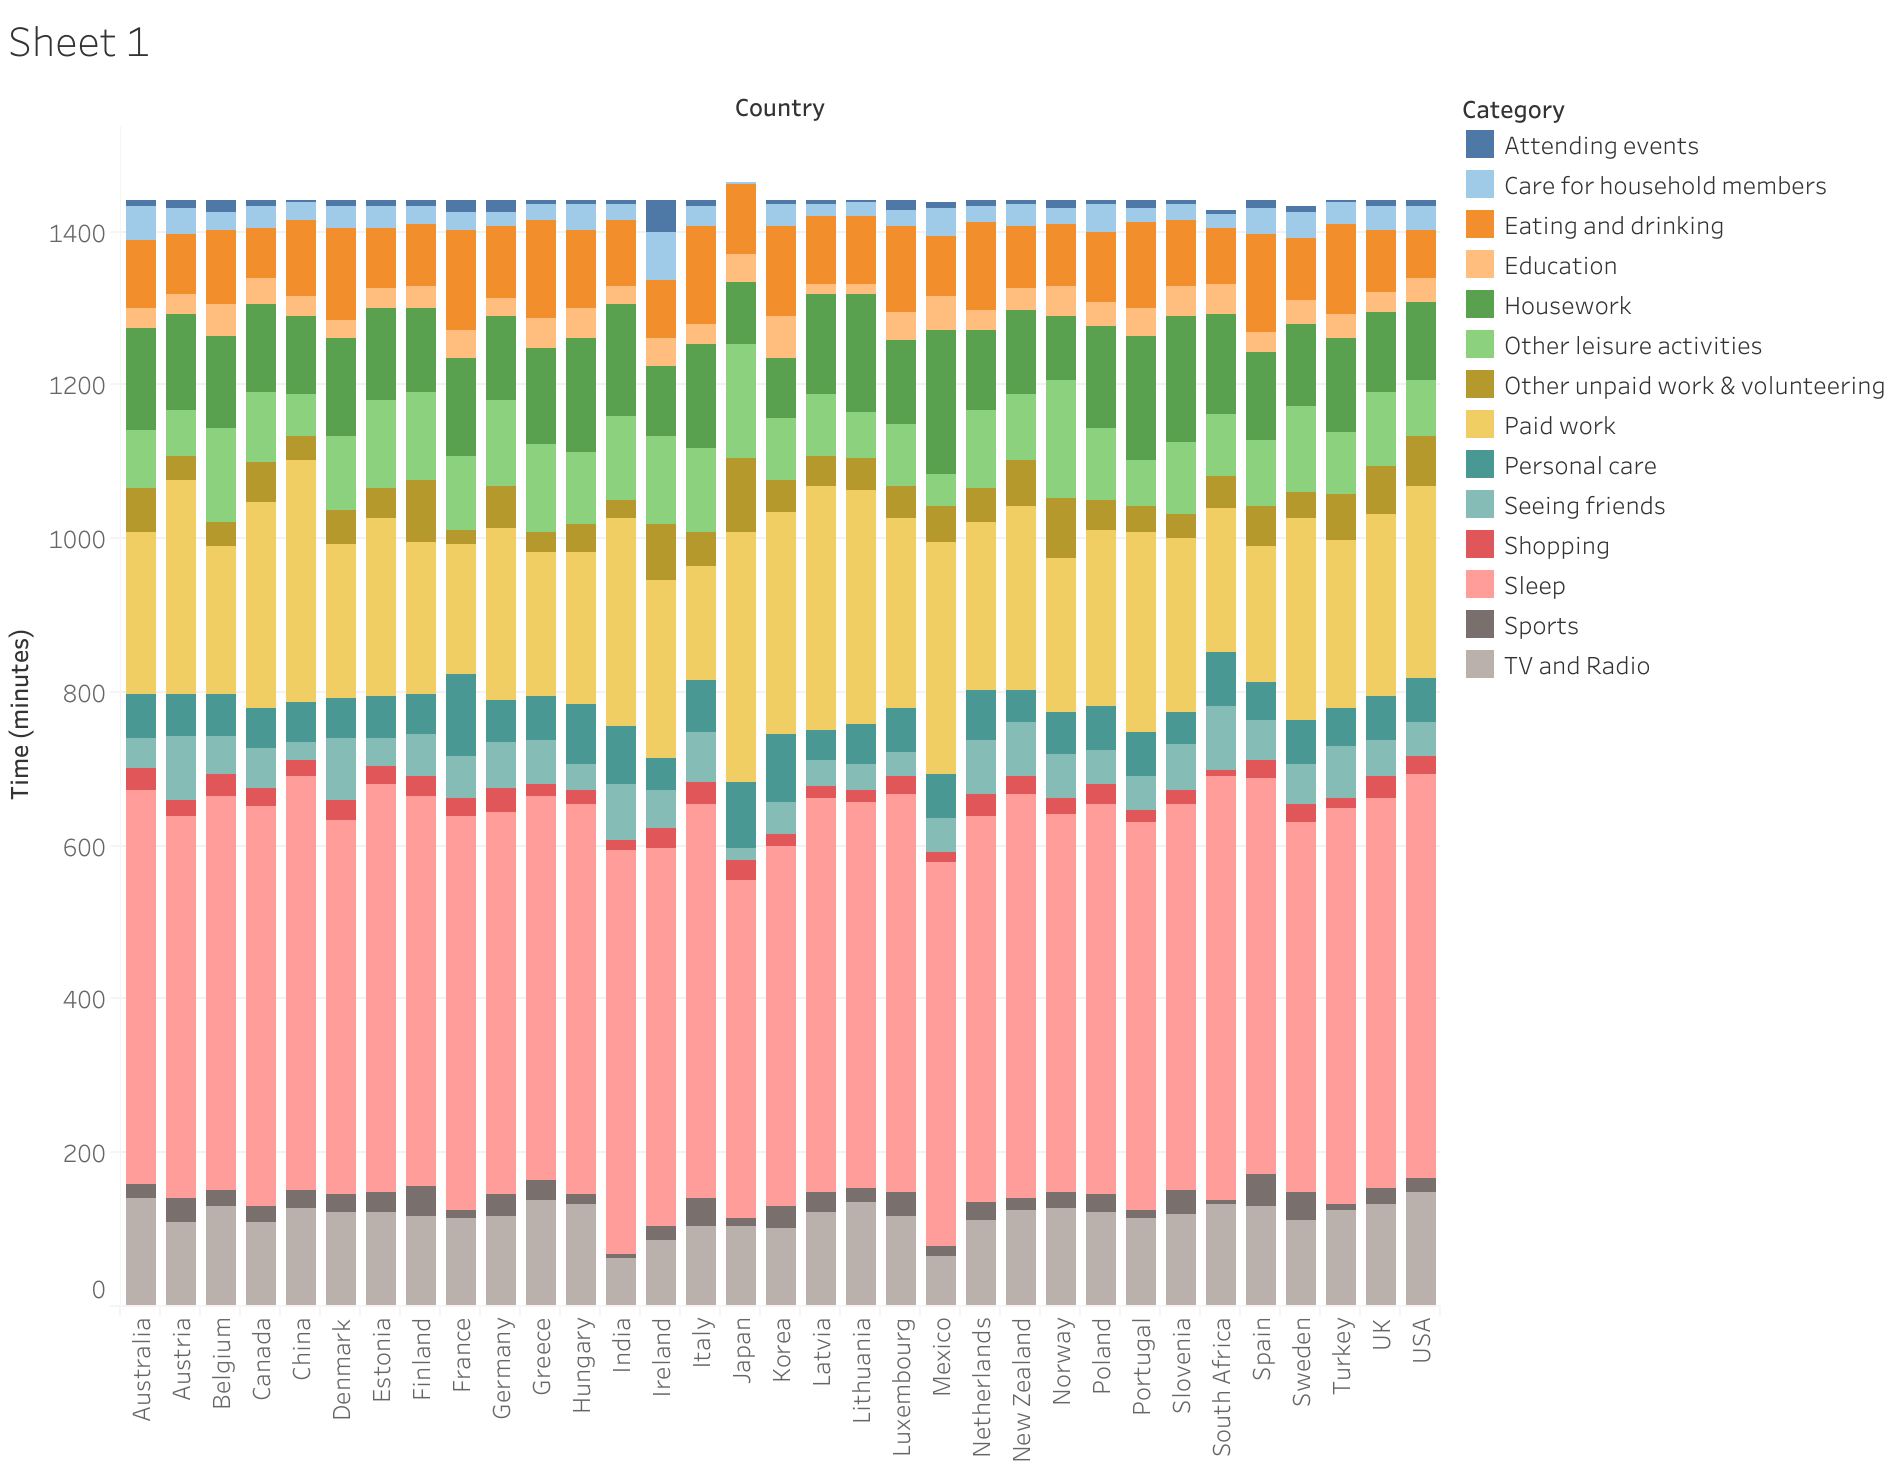 Sheet 1
Country
Category
Attending events
Care for household members
Eating and drinking
Education
Housework
Other leisure activities
Other unpaid work & volunteering
Paid work
Personal care
Seeing friends
Shopping
Sleep
Sports
TV and Radio
Time (minutes)
1400
1200
1000
800
600
400
200
0
Australia
Austria
Belgium
Canada
China
Denmark
Estonia
Finland
France
Germany
Greece
Hungary
India
Ireland
Italy
Japan
Korea
Latvia
Lithuania
Luxembourg
Mexico
Netherlands
New Zealand
Norway
Poland
Portugal
Slovenia
South Africa
Spain
Sweden
Turkey
UK
USA